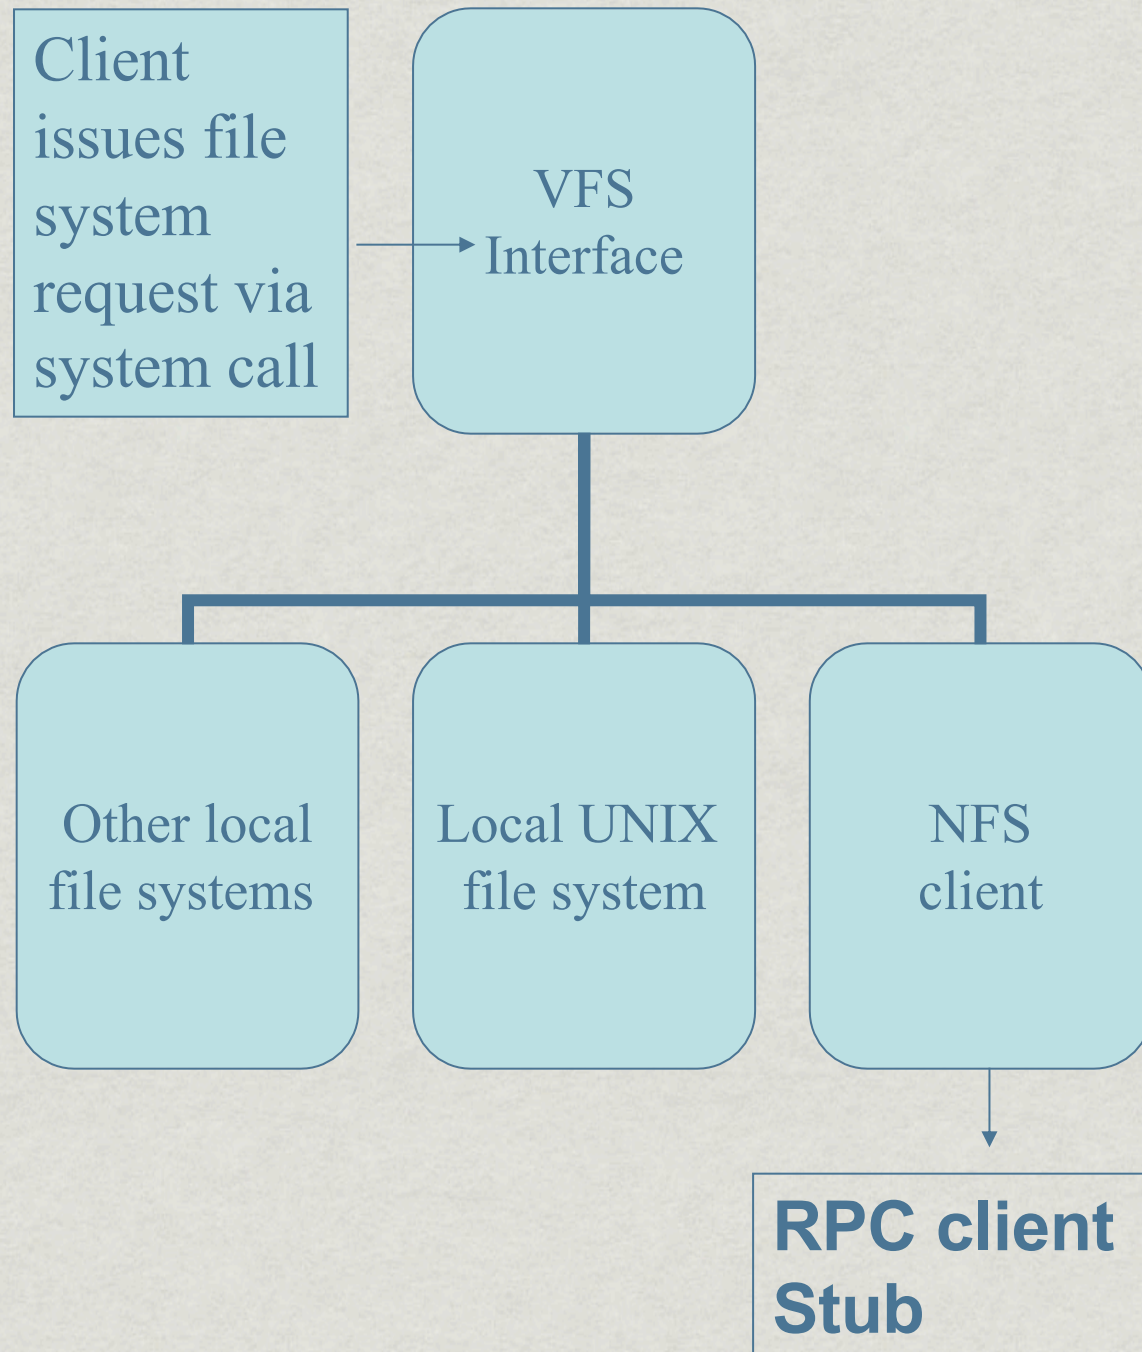 Client
issues file
system
request via
system call
VFS
Interface
Other local
file systems
Local UNIX
file system
NFS
client
RPC client
Stub